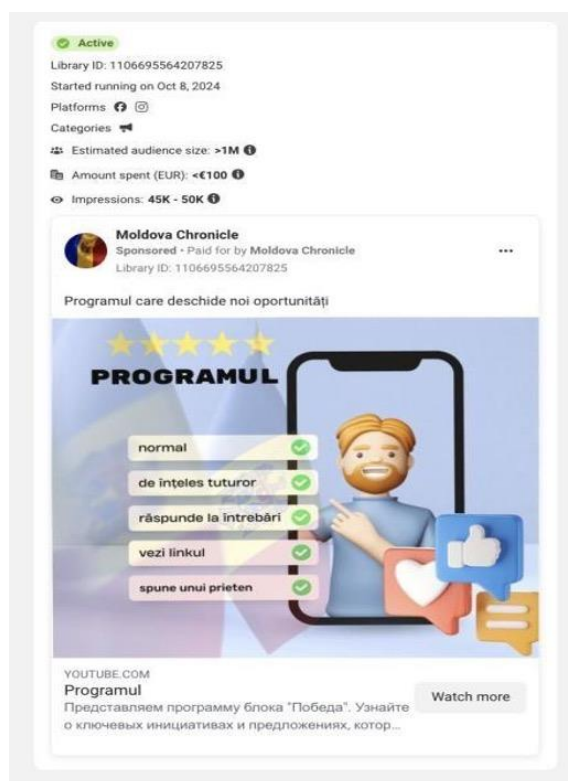 Active
Library ID: 1106695564207825
Started running on Oct 8, 2024
Platforms
Categories
Estimated audience size: >1M
Amount spent (EUR): <€100
Impressions: 45K - 50K
Moldova Chronicle
Sponsored • Paid for by Moldova Chronicle
Library ID: 1106695564207825
Programul care deschide noi oportunități
PROGRAMUL
normal
de înțeles tuturor
răspunde la întrebări
vezi linkul
spune unui prieten
YOUTUBE.COM
Programul
Представляем программу блока "Победа". Узнайте
о ключевых инициативах и предложениях, котор...
Watch more